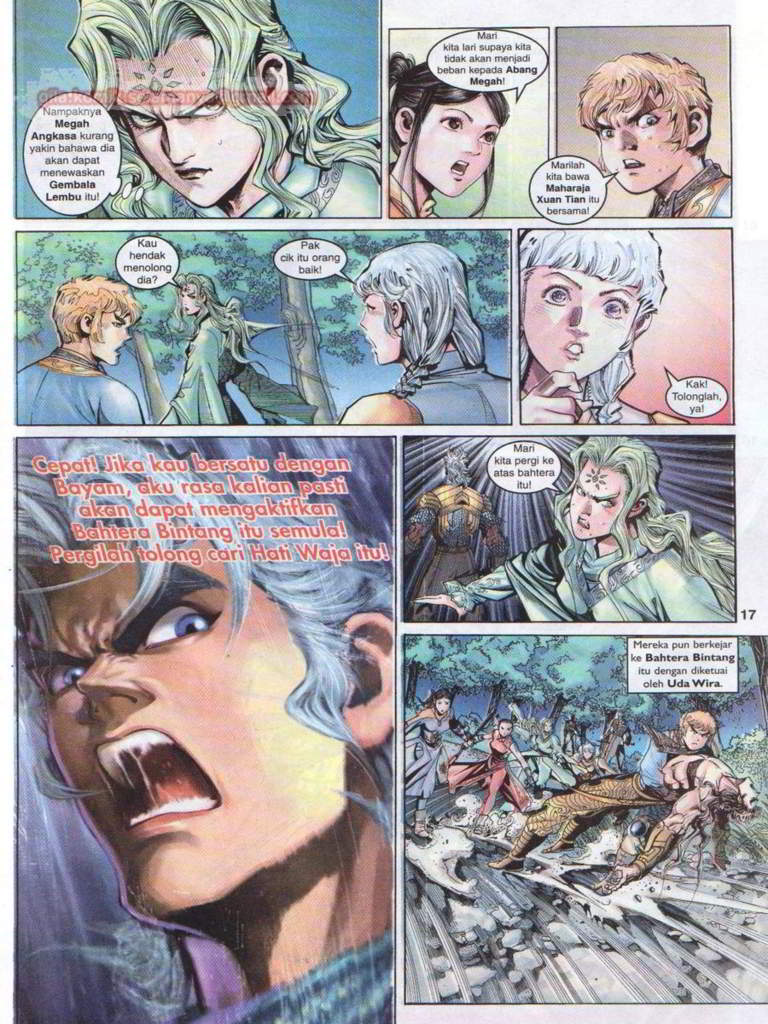 Nampaknya
Megah
Angkasa kurang
yakin bahawa dia
akan dapat
menewaskan
Gembala
Lembu itu!
Mari
kita lari supaya kita
tidak akan menjadi
beban kepada Abang
Megah!
Marilah
kita bawa
Maharaja
Xuan Tian itu
bersama!
Kau
hendak
menolong
dia?
Pak
cik itu orang
baik!
Kak!
Tolonglah,
ya!
Cepat! Jika kau bersatu dengan
Bayam, aku rasa kalian pasti
akan dapat mengaktifkan
Bahtera Bintang itu semula!
Pergilah tolong cari Hati Waja itu!
Mari
kita pergi ke
atas bahtera
itu!
17
Mereka pun berkejar
ke Bahtera Bintang
itu dengan diketuai
oleh Uda Wira.